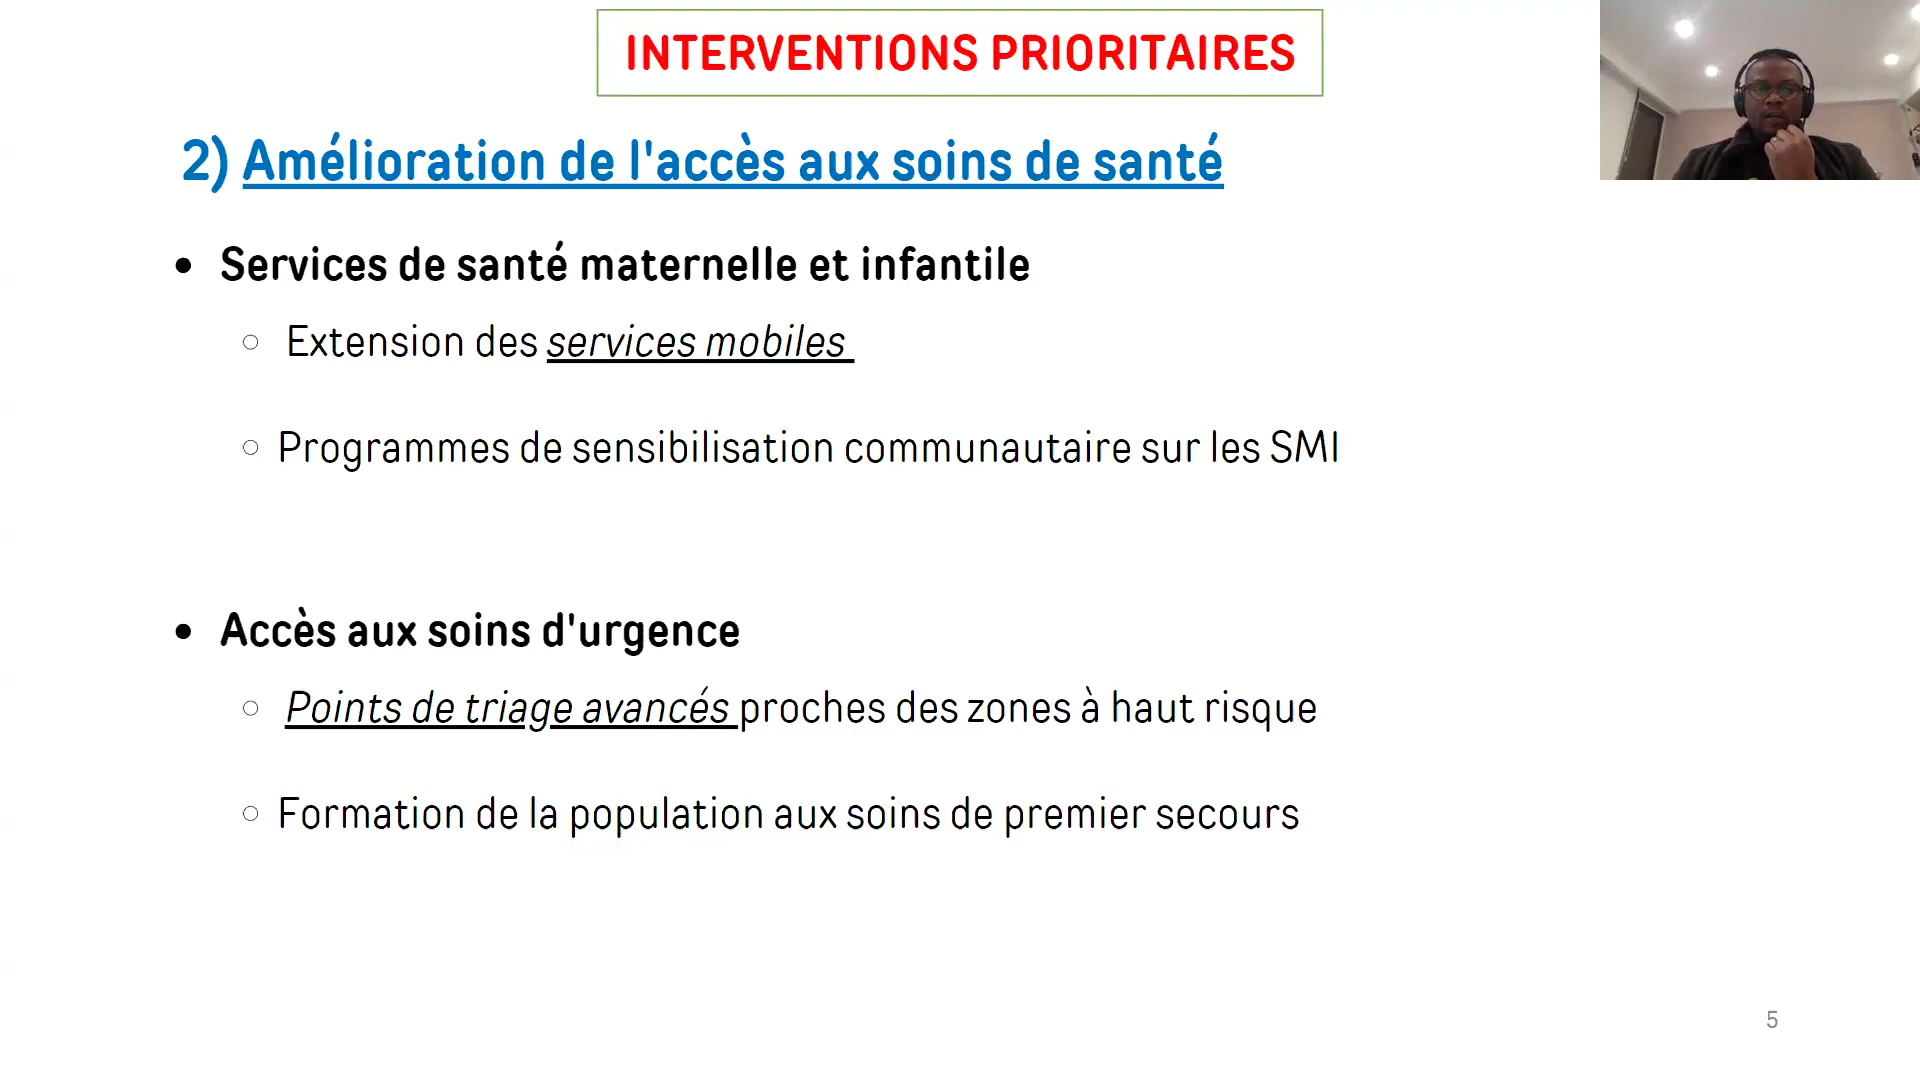 INTERVENTIONS PRIORITAIRES
2) Amélioration de l'accès aux soins de santé
• Services de santé maternelle et infantile
○ Extension des services mobiles
○ Programmes de sensibilisation communautaire sur les SMI
• Accès aux soins d'urgence
○ Points de triage avancés proches des zones à haut risque
○ Formation de la population aux soins de premier secours
5